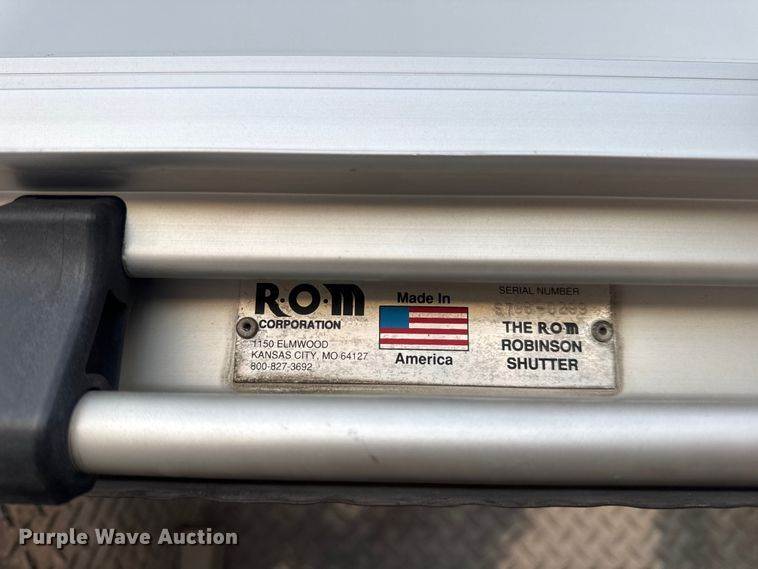 R·O·M
CORPORATION
1150 ELMWOOD
KANSAS CITY, MO 64127
800-827-3692
Made In
America
SERIAL NUMBER
THE R·O·M
ROBINSON
SHUTTER
Purple Wave Auction